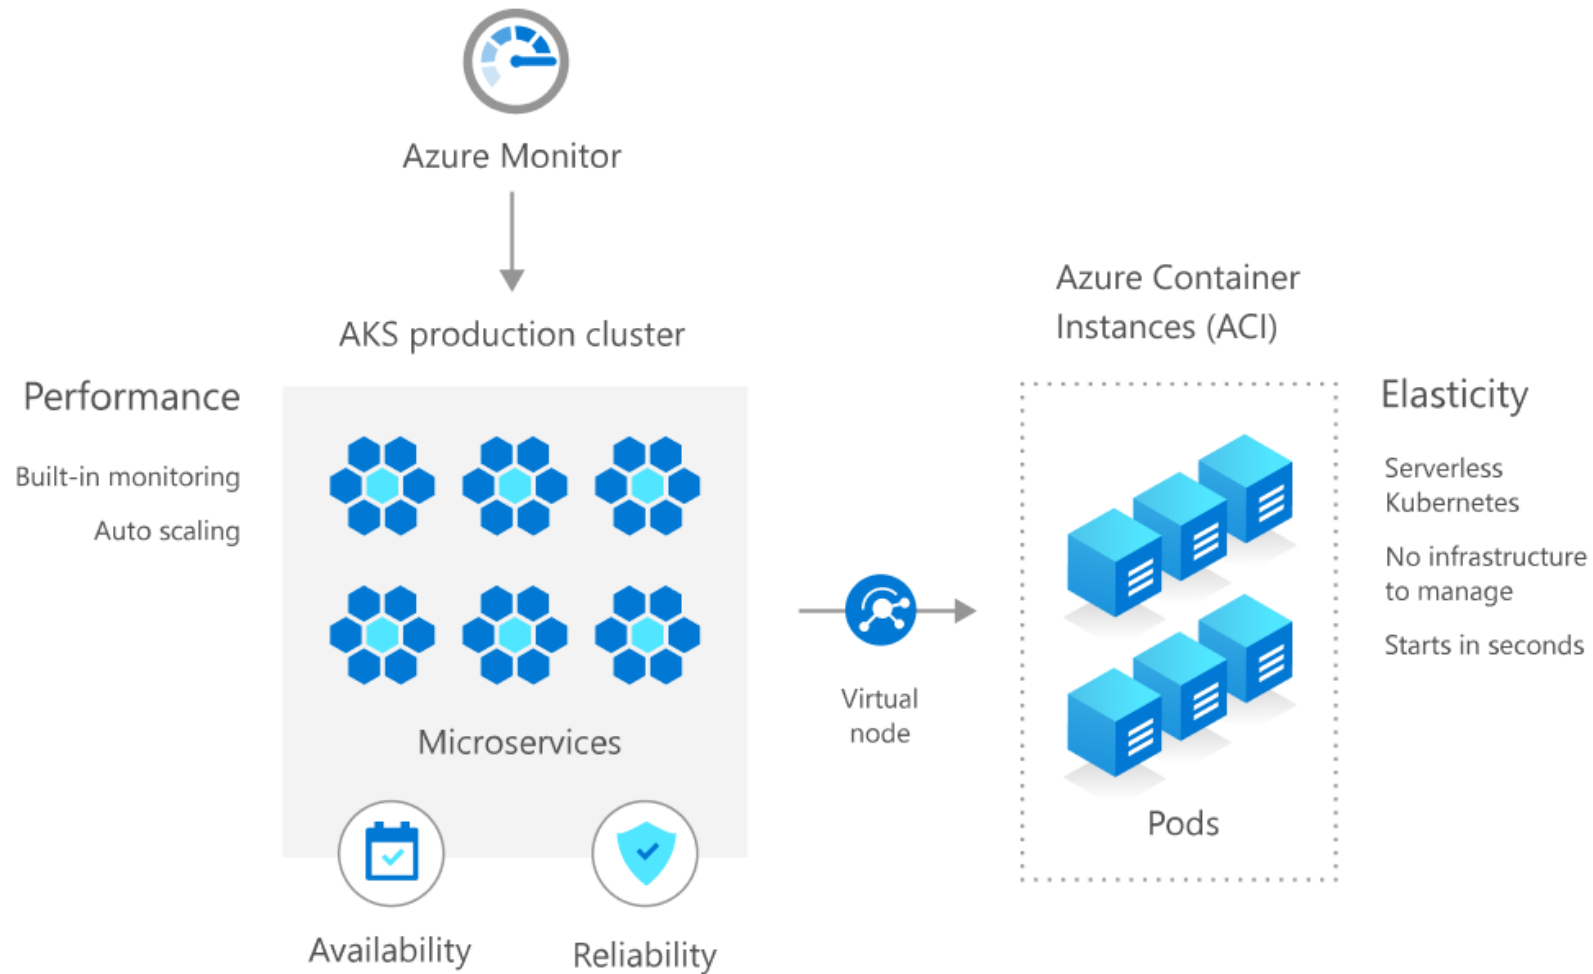 Azure Monitor
AKS production cluster
Performance
Built-in monitoring
Auto scaling
Microservices
Availability
Reliability
Virtual
node
Azure Container
Instances (ACI)
Pods
Elasticity
Serverless
Kubernetes
No infrastructure
to manage
Starts in seconds